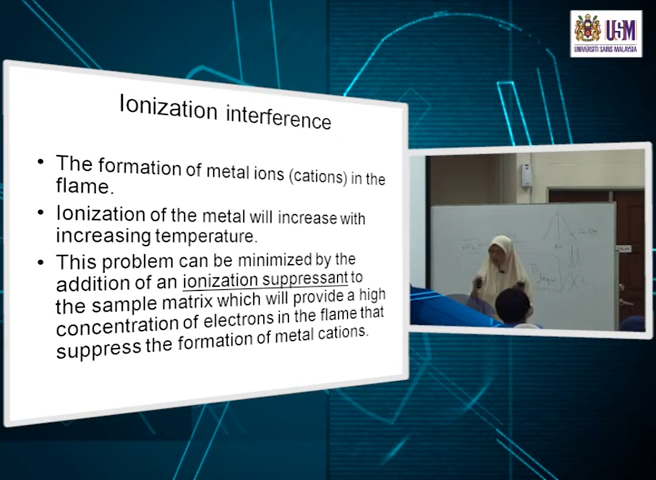 USM
UNIVERSITI SAINS MALAYSIA
Ionization interference
• The formation of metal ions (cations) in the
flame.
• Ionization of the metal will increase with
increasing temperature.
• This problem can be minimized by the
addition of an ionization suppressant to
the sample matrix which will provide a high
concentration of electrons in the flame that
suppress the formation of metal cations.